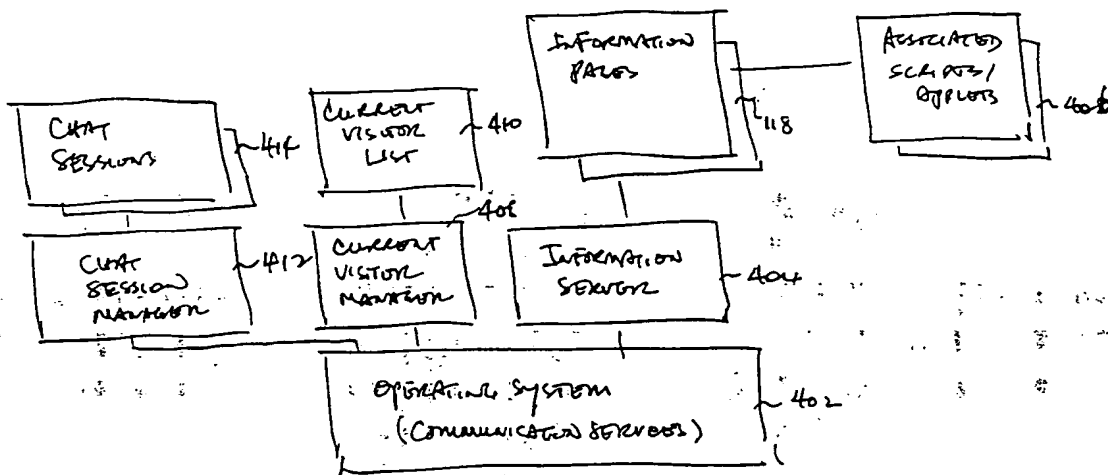 CHAT
SESSIONS
414
CURRENT
VISITOR
LIST
410
INFORMATION
PAGES
118
ASSOCIATED
SCRIPTS/
APPLETS
CHAT
SESSION
MANAGER
412
CURRENT
VISITOR
MANAGER
408
INFORMATION
SERVER
404
OPERATING SYSTEM
(COMMUNICATION SERVICES)
402